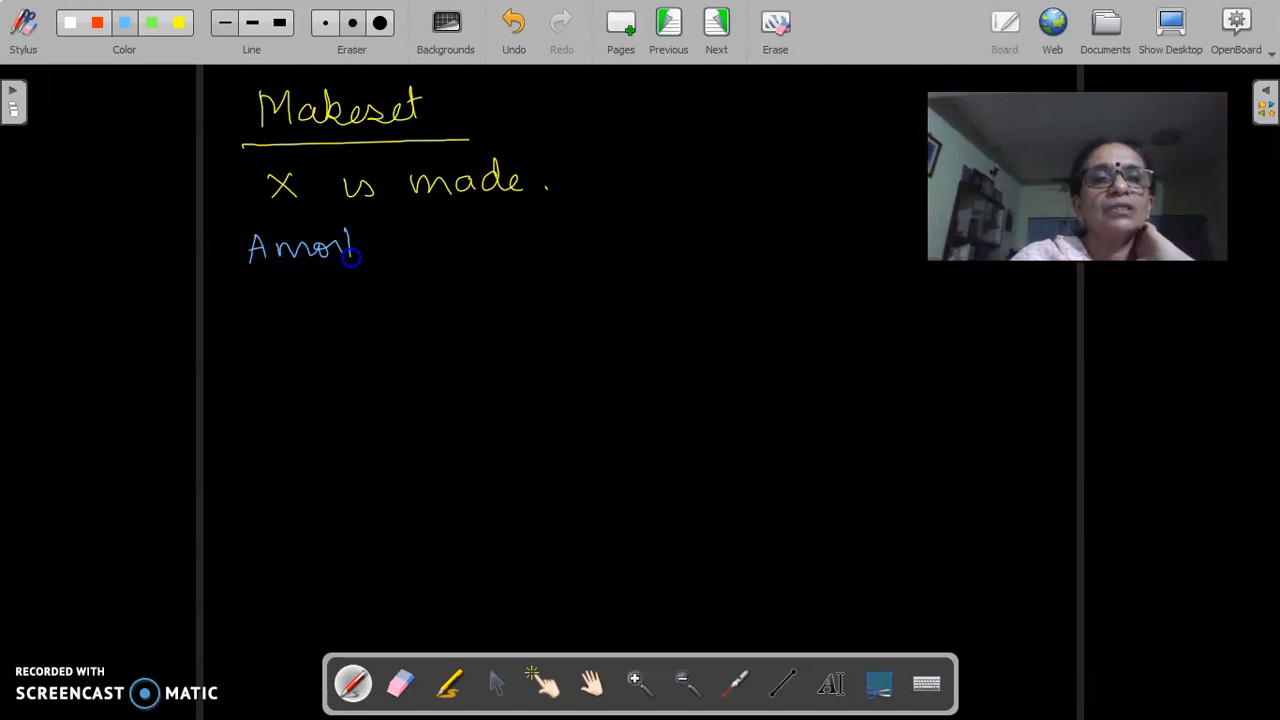 Stylus Color Line Eraser Backgrounds Undo Redo Pages Previous Next Erase Board Web Documents Show Desktop OpenBoard
Makeset
X is made.
Amort
RECORDED WITH
SCREENCAST MATIC
AI